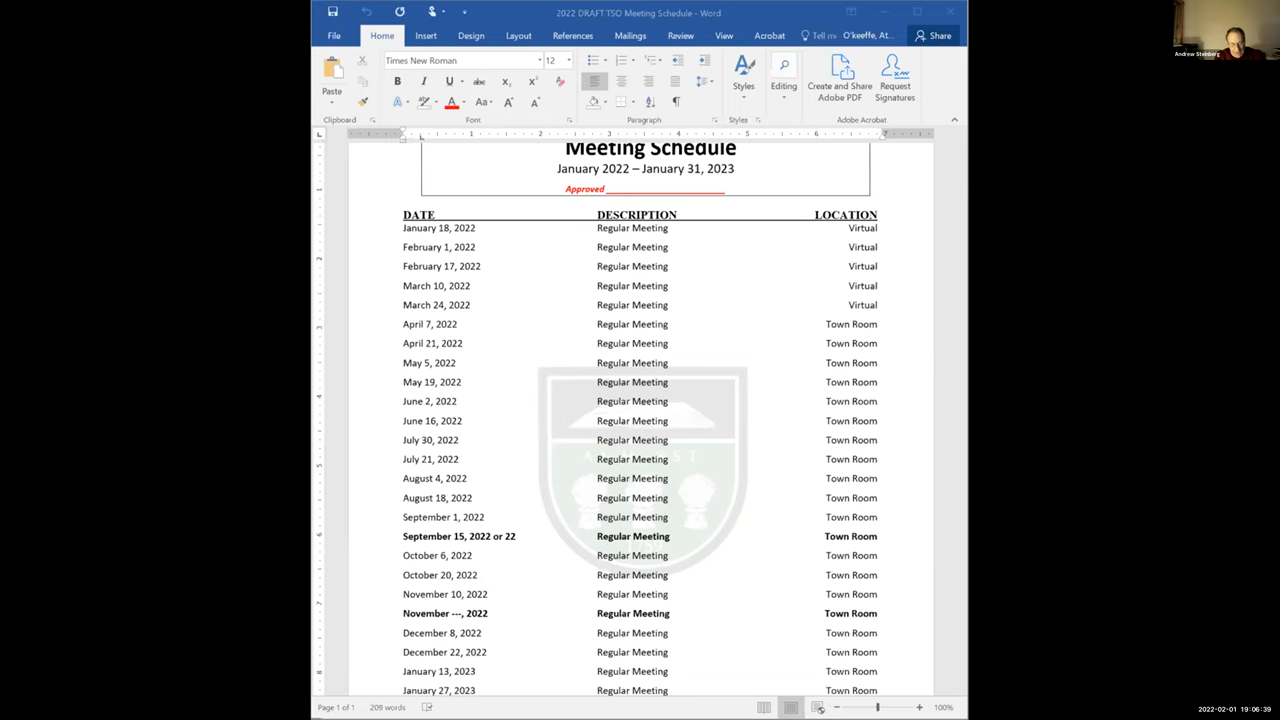 2022 DRAFT TSO Meeting Schedule - Word
File Home Insert Design Layout References Mailings Review View Acrobat Tell me O'keeffe, At... Share
Times New Roman 12
Paste
Styles
Editing
Create and Share Adobe PDF
Request Signatures
Clipboard Font Paragraph Styles Adobe Acrobat
Andrew Steinberg
Meeting Schedule
January 2022 – January 31, 2023
Approved
DATE DESCRIPTION LOCATION
January 18, 2022 Regular Meeting Virtual
February 1, 2022 Regular Meeting Virtual
February 17, 2022 Regular Meeting Virtual
March 10, 2022 Regular Meeting Virtual
March 24, 2022 Regular Meeting Virtual
April 7, 2022 Regular Meeting Town Room
April 21, 2022 Regular Meeting Town Room
May 5, 2022 Regular Meeting Town Room
May 19, 2022 Regular Meeting Town Room
June 2, 2022 Regular Meeting Town Room
June 16, 2022 Regular Meeting Town Room
July 30, 2022 Regular Meeting Town Room
July 21, 2022 Regular Meeting Town Room
August 4, 2022 Regular Meeting Town Room
August 18, 2022 Regular Meeting Town Room
September 1, 2022 Regular Meeting Town Room
September 15, 2022 or 22 Regular Meeting Town Room
October 6, 2022 Regular Meeting Town Room
October 20, 2022 Regular Meeting Town Room
November 10, 2022 Regular Meeting Town Room
November ---, 2022 Regular Meeting Town Room
December 8, 2022 Regular Meeting Town Room
December 22, 2022 Regular Meeting Town Room
January 13, 2023 Regular Meeting Town Room
January 27, 2023 Regular Meeting Town Room
Page 1 of 1 209 words 100%
2022-02-01 19:06:39